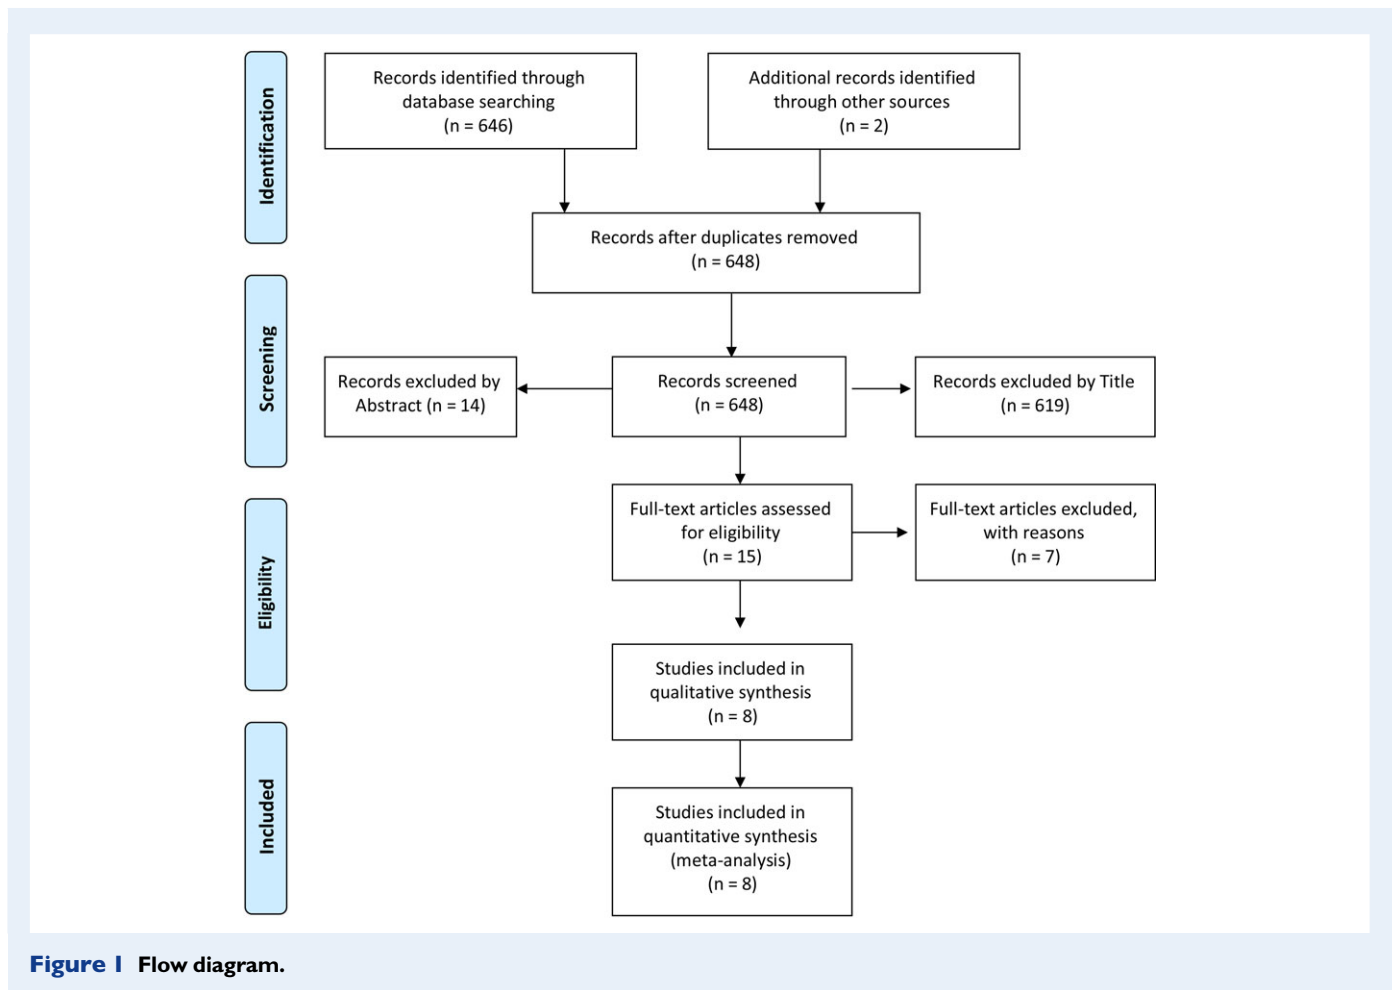 Identification
Records identified through
database searching
(n = 646)
Additional records identified
through other sources
(n = 2)
Records after duplicates removed
(n = 648)
Screening
Records excluded by
Abstract (n = 14)
Records screened
(n = 648)
Records excluded by Title
(n = 619)
Eligibility
Full-text articles assessed
for eligibility
(n = 15)
Full-text articles excluded,
with reasons
(n = 7)
Studies included in
qualitative synthesis
(n = 8)
Included
Studies included in
quantitative synthesis
(meta-analysis)
(n = 8)
Figure 1 Flow diagram.